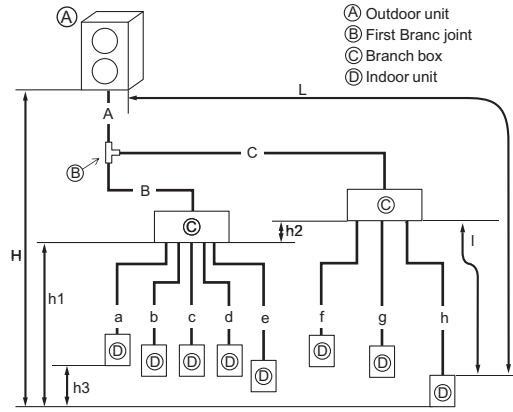 Ⓐ
Ⓐ Outdoor unit
Ⓑ First Branc joint
Ⓒ Branch box
Ⓓ Indoor unit
L
A
Ⓑ
C
B
Ⓒ
Ⓒ
h2
l
H
h1
a
b
c
d
e
f
g
h
h3
Ⓓ
Ⓓ
Ⓓ
Ⓓ
Ⓓ
Ⓓ
Ⓓ
Ⓓ